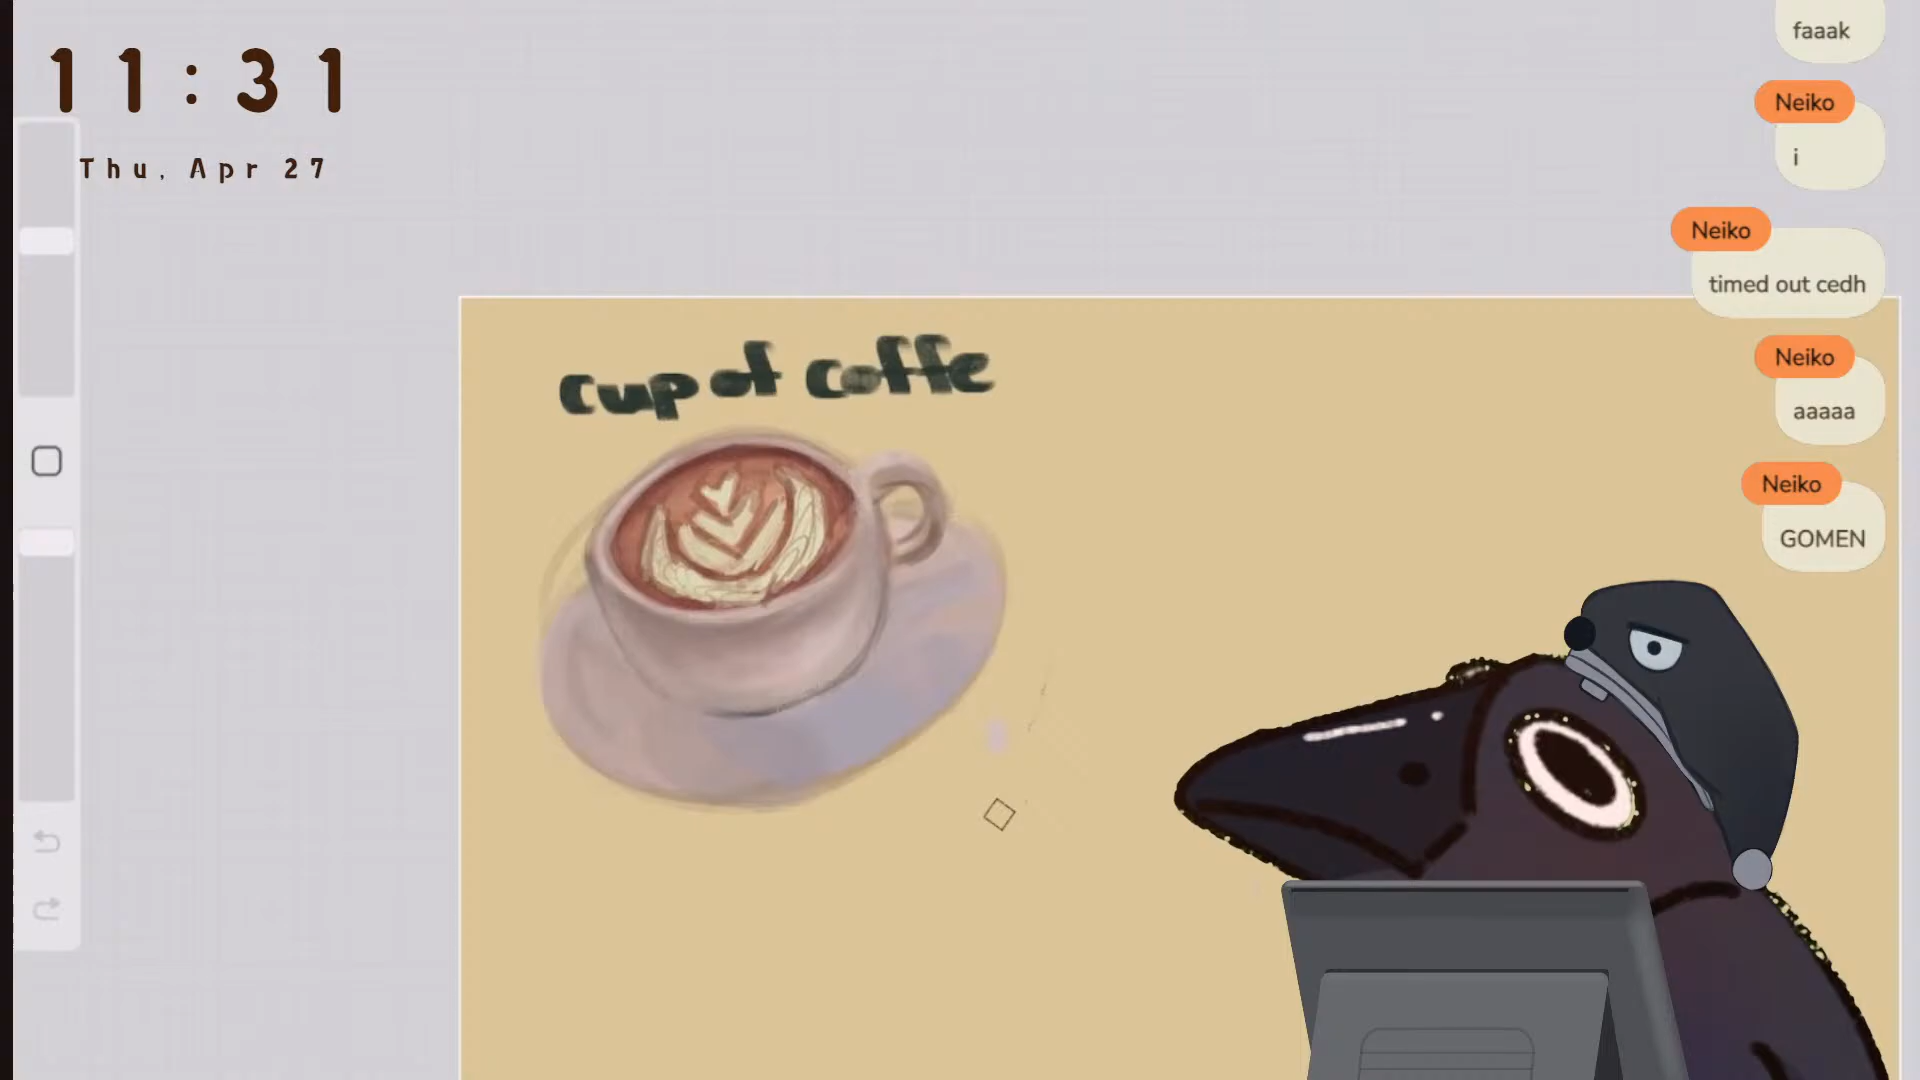 11:31
Thu, Apr 27
faaak
Neiko
i
Neiko
timed out cedh
Neiko
aaaaa
Neiko
GOMEN
cup of coffe